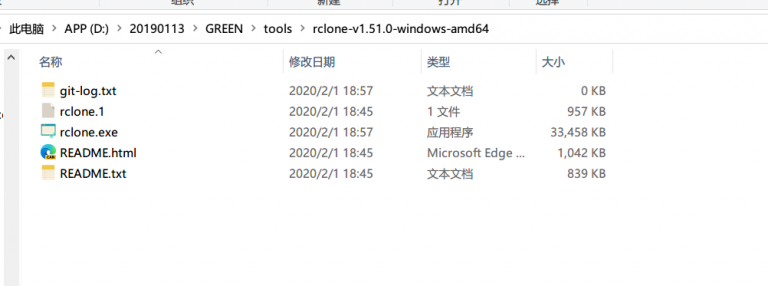 组织 新建 打开 选择
此电脑 > APP (D:) > 20190113 > GREEN > tools > rclone-v1.51.0-windows-amd64
名称 修改日期 类型 大小
git-log.txt 2020/2/1 18:57 文本文档 0 KB
rclone.1 2020/2/1 18:45 1 文件 957 KB
rclone.exe 2020/2/1 18:57 应用程序 33,458 KB
README.html 2020/2/1 18:45 Microsoft Edge ... 1,042 KB
README.txt 2020/2/1 18:45 文本文档 839 KB